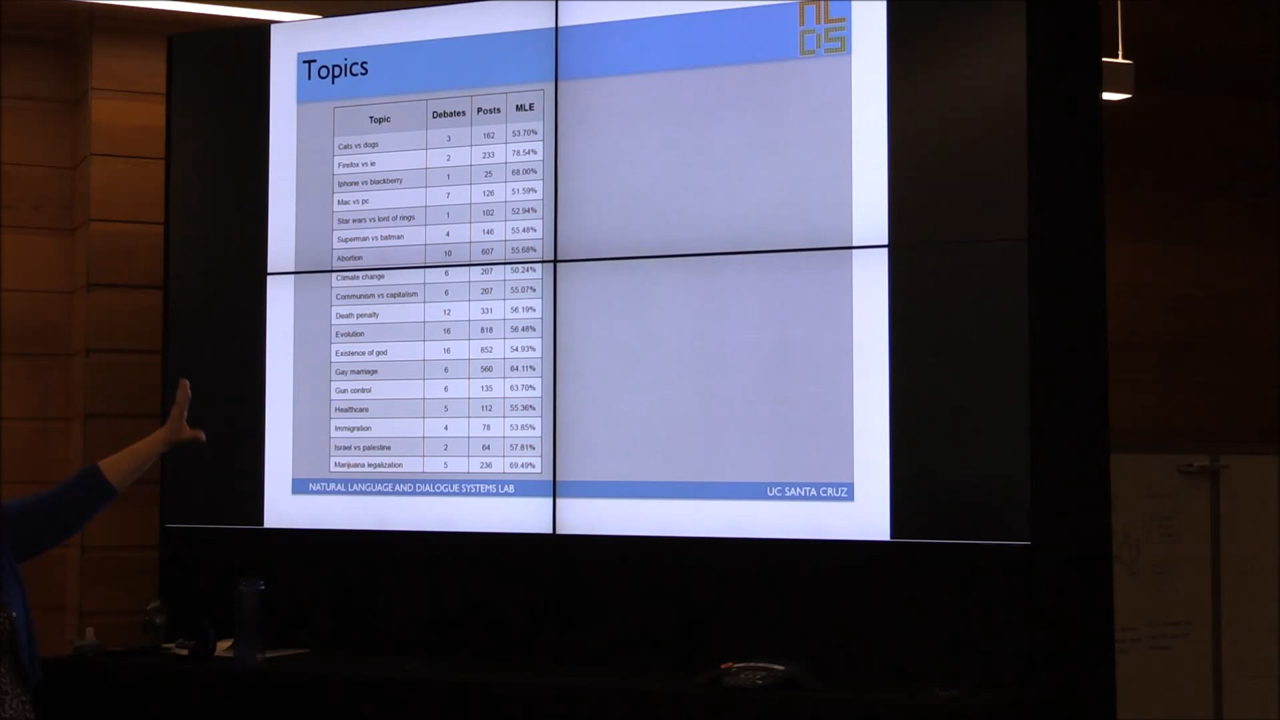 NL
DS
Topics
Topic Debates Posts MLE
Cats vs dogs 3 162 53.70%
Firefox vs ie 2 233 78.54%
Iphone vs blackberry 1 25 68.00%
Mac vs pc 7 126 51.59%
Star wars vs lord of rings 1 102 52.94%
Superman vs batman 4 146 55.48%
Abortion 10 607 55.68%
Climate change 6 207 50.24%
Communism vs capitalism 6 207 55.07%
Death penalty 12 331 56.19%
Evolution 16 818 56.48%
Existence of god 16 852 54.93%
Gay marriage 6 560 64.11%
Gun control 6 135 63.70%
Healthcare 5 112 55.36%
Immigration 4 78 53.85%
Israel vs palestine 2 64 57.81%
Marijuana legalization 5 236 69.49%
NATURAL LANGUAGE AND DIALOGUE SYSTEMS LAB UC SANTA CRUZ